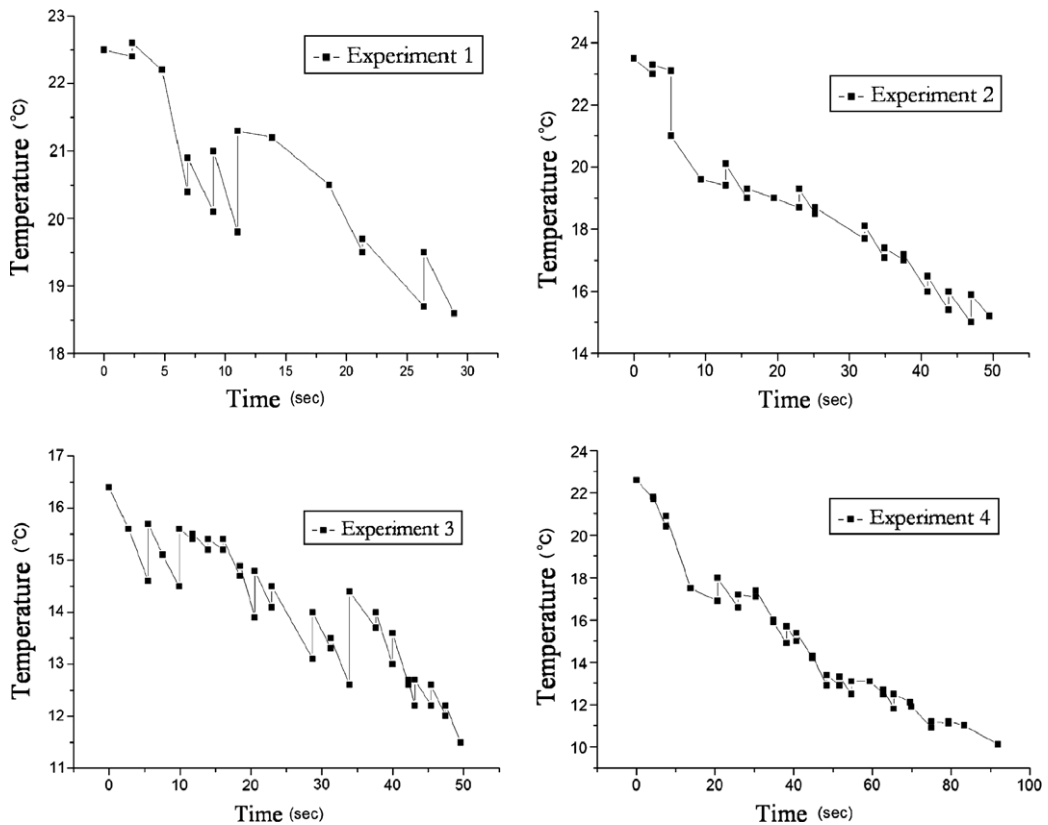 23
22
21
20
19
18
Temperature (°C)
Experiment 1
0 5 10 15 20 25 30
Time (sec)
24
22
20
18
16
14
Temperature (°C)
Experiment 2
0 10 20 30 40 50
Time (sec)
17
16
15
14
13
12
11
Temperature (°C)
Experiment 3
0 10 20 30 40 50
Time (sec)
24
22
20
18
16
14
12
10
Temperature (°C)
Experiment 4
0 20 40 60 80 100
Time (sec)